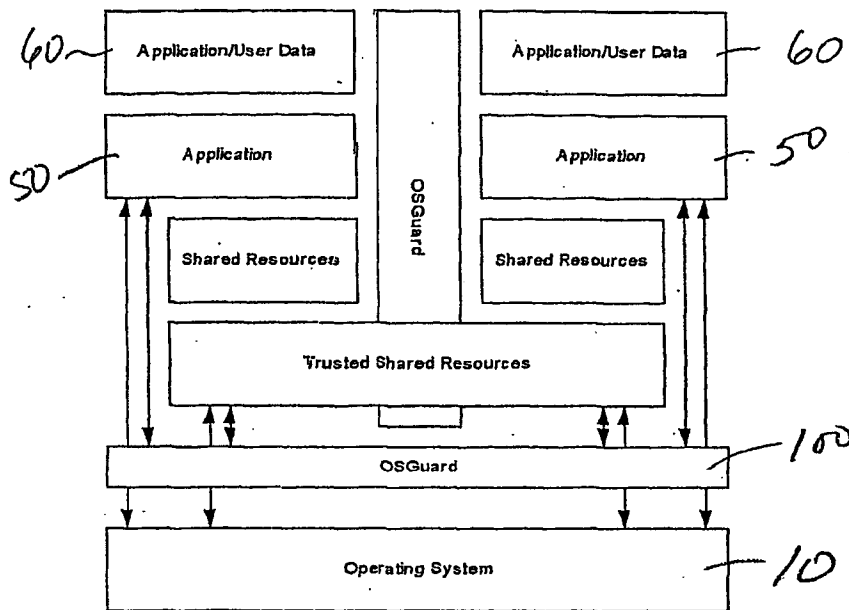 60 Application/User Data Application/User Data 60
50 Application Application 50
OSGuard
Shared Resources Shared Resources
Trusted Shared Resources
OSGuard 100
Operating System 10